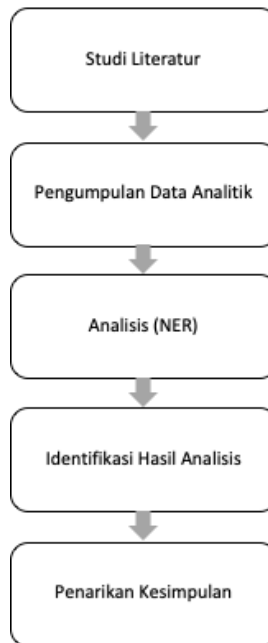 Studi Literatur
Pengumpulan Data Analitik
Analisis (NER)
Identifikasi Hasil Analisis
Penarikan Kesimpulan